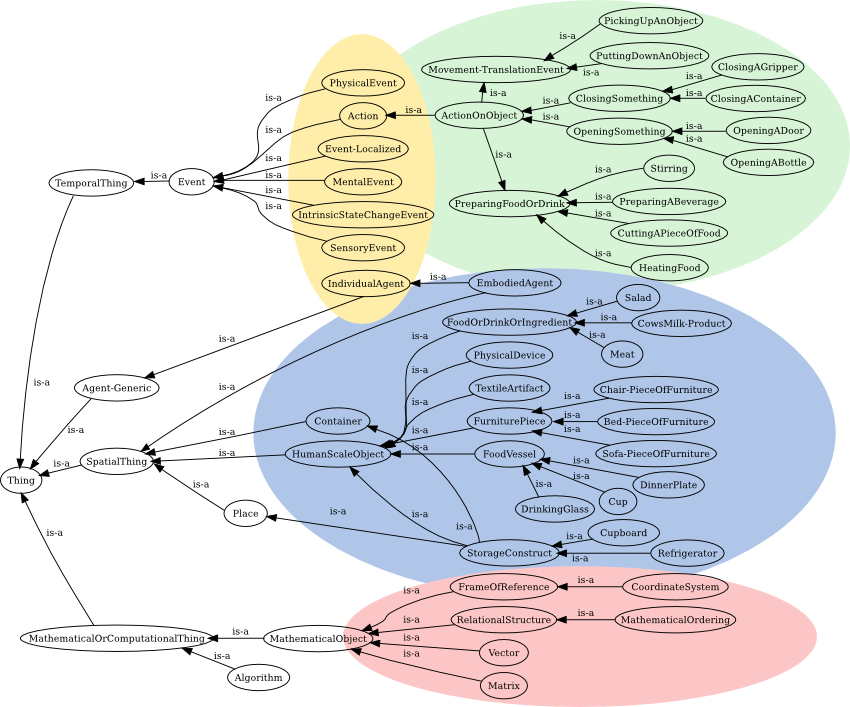 PickingUpAnObject
is-a
PuttingDownAnObject
Movement-TranslationEvent
is-a
ClosingAGripper
is-a
PhysicalEvent
is-a
is-a
ClosingSomething
is-a
ClosingAContainer
is-a
Action
is-a
ActionOnObject
is-a
OpeningSomething
is-a
OpeningADoor
is-a
is-a
Event-Localized
is-a
is-a
OpeningABottle
is-a
Stirring
TemporalThing
is-a
Event
is-a
MentalEvent
is-a
PreparingFoodOrDrink
is-a
PreparingABeverage
is-a
IntrinsicStateChangeEvent
is-a
is-a
CuttingAPieceOfFood
SensoryEvent
is-a
HeatingFood
IndividualAgent
is-a
EmbodiedAgent
Salad
is-a
FoodOrDrinkOrIngredient
is-a
CowsMilk-Product
is-a
is-a
is-a
Meat
PhysicalDevice
is-a
is-a
Agent-Generic
is-a
TextileArtifact
Chair-PieceOfFurniture
is-a
is-a
Container
is-a
FurniturePiece
is-a
Bed-PieceOfFurniture
is-a
is-a
is-a
is-a
Thing
is-a
SpatialThing
is-a
HumanScaleObject
is-a
FoodVessel
Sofa-PieceOfFurniture
is-a
DinnerPlate
is-a
is-a
Cup
is-a
Place
is-a
is-a
DrinkingGlass
is-a
is-a
Cupboard
StorageConstruct
is-a
Refrigerator
is-a
FrameOfReference
is-a
CoordinateSystem
is-a
RelationalStructure
is-a
MathematicalOrdering
MathematicalOrComputationalThing
is-a
MathematicalObject
is-a
Vector
is-a
is-a
Algorithm
Matrix